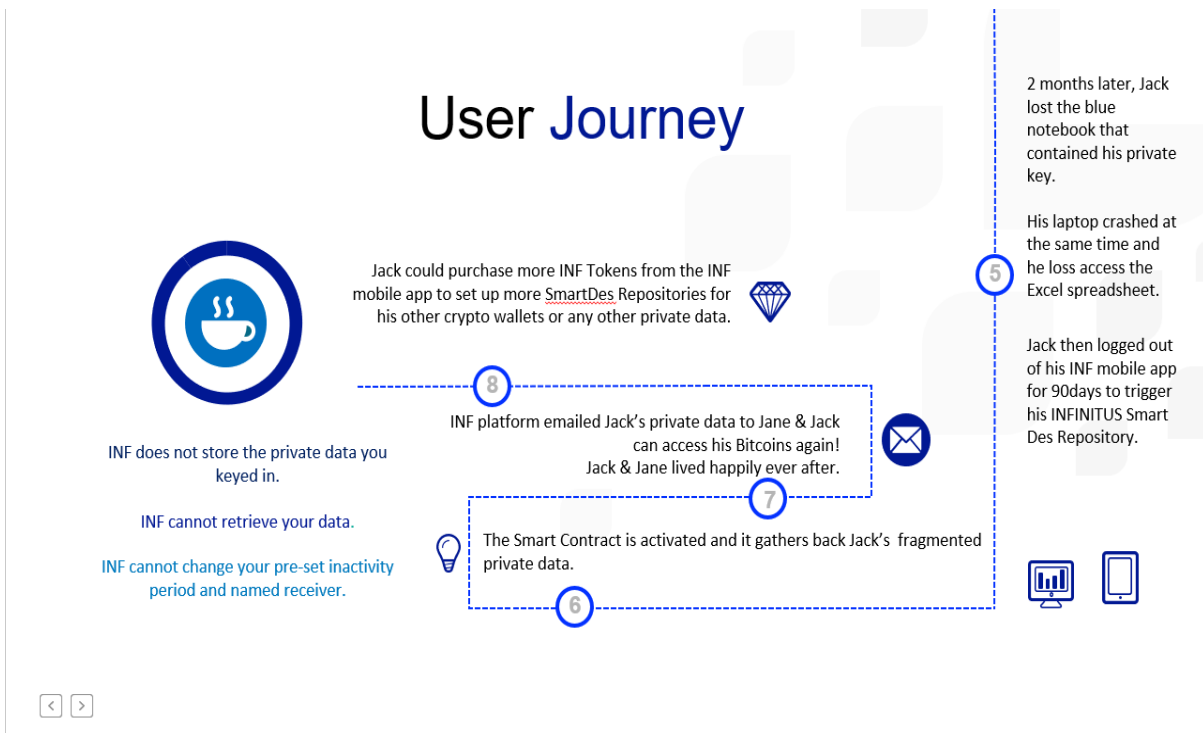 User Journey
2 months later, Jack
lost the blue
notebook that
contained his private
key.
His laptop crashed at
the same time and
he loss access the
Excel spreadsheet.
5
Jack then logged out
of his INF mobile app
for 90days to trigger
his INFINITUS Smart
Des Repository.
6
The Smart Contract is activated and it gathers back Jack's fragmented
private data.
7
INF platform emailed Jack's private data to Jane & Jack
can access his Bitcoins again!
Jack & Jane lived happily ever after.
8
Jack could purchase more INF Tokens from the INF
mobile app to set up more SmartDes Repositories for
his other crypto wallets or any other private data.
INF does not store the private data you
keyed in.
INF cannot retrieve your data.
INF cannot change your pre-set inactivity
period and named receiver.